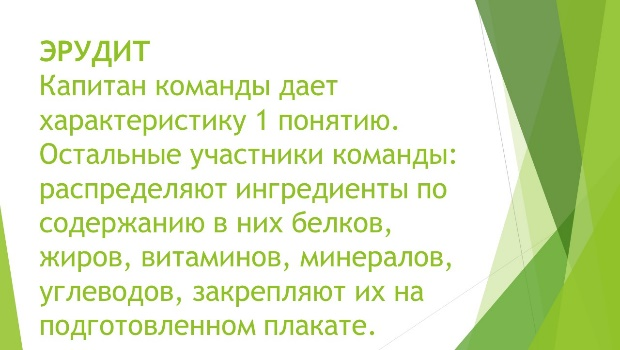 ЭРУДИТ
Капитан команды дает
характеристику 1 понятию.
Остальные участники команды:
распределяют ингредиенты по
содержанию в них белков,
жиров, витаминов, минералов,
углеводов, закрепляют их на
подготовленном плакате.